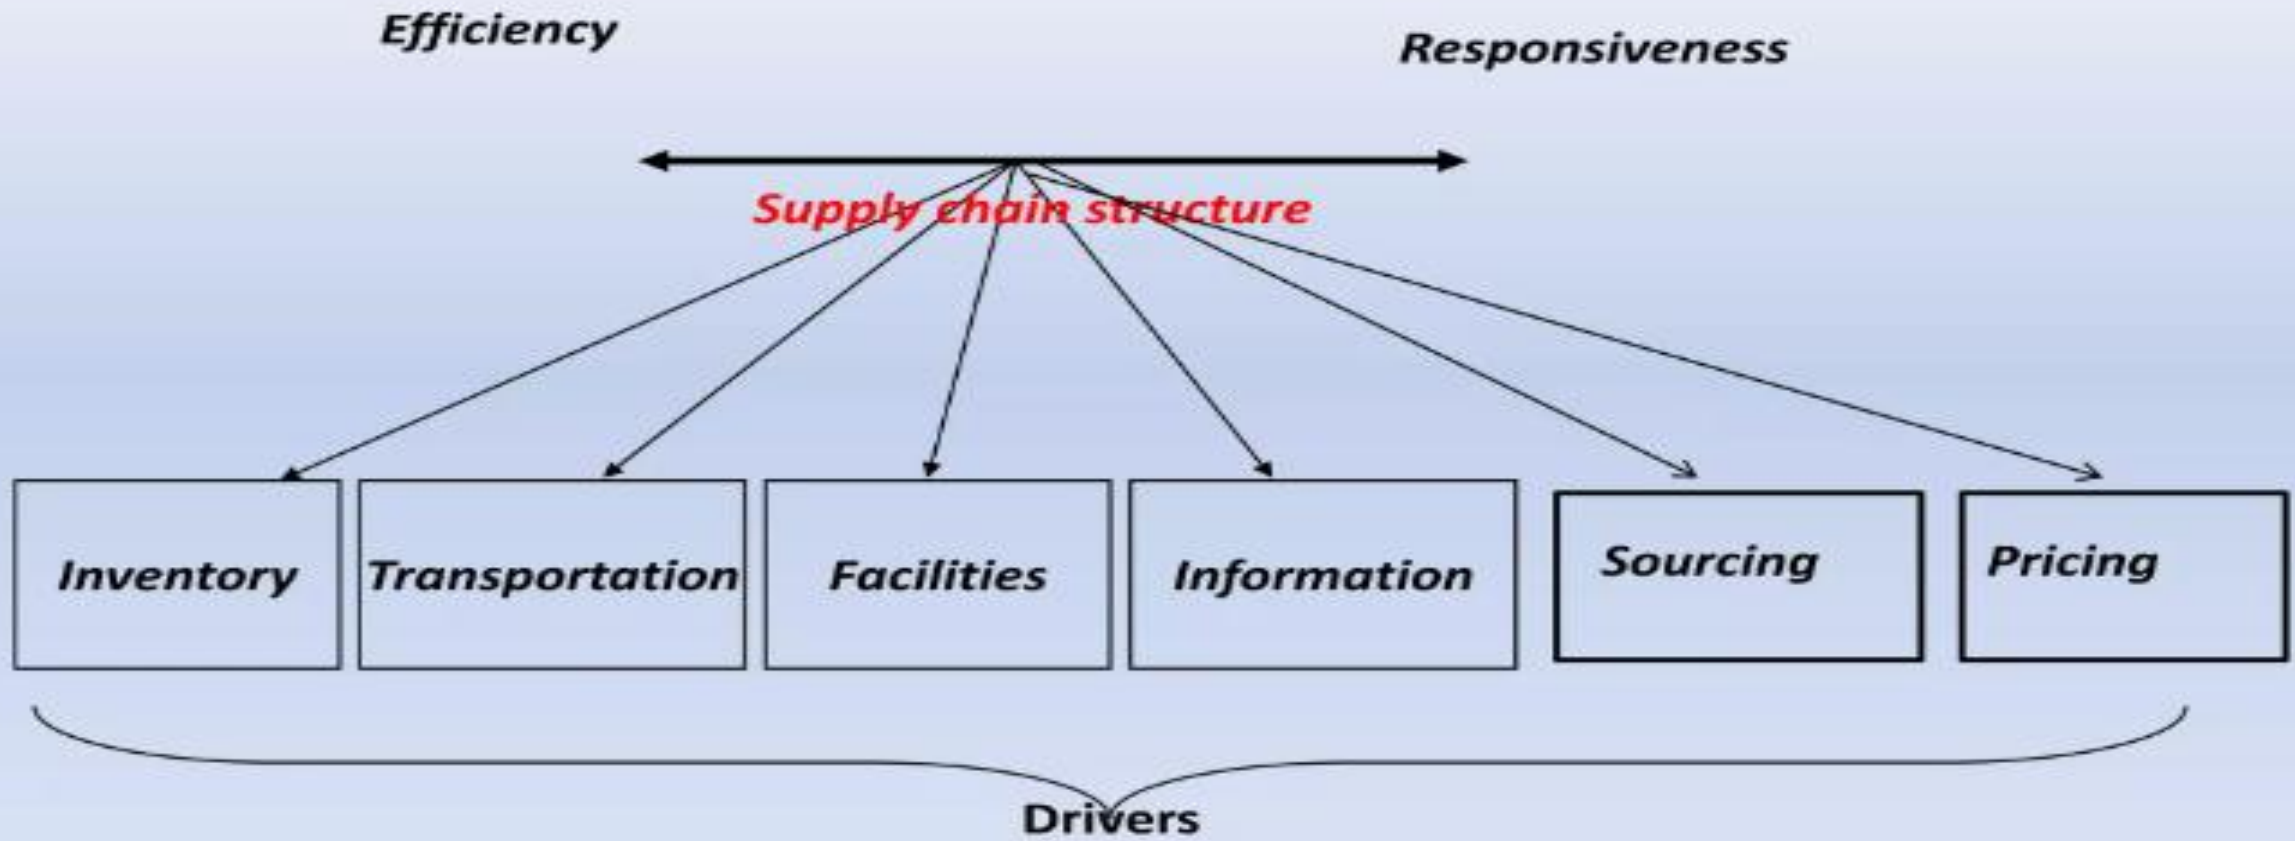 Efficiency
Responsiveness
Supply chain structure
Inventory
Transportation
Facilities
Information
Sourcing
Pricing
Drivers